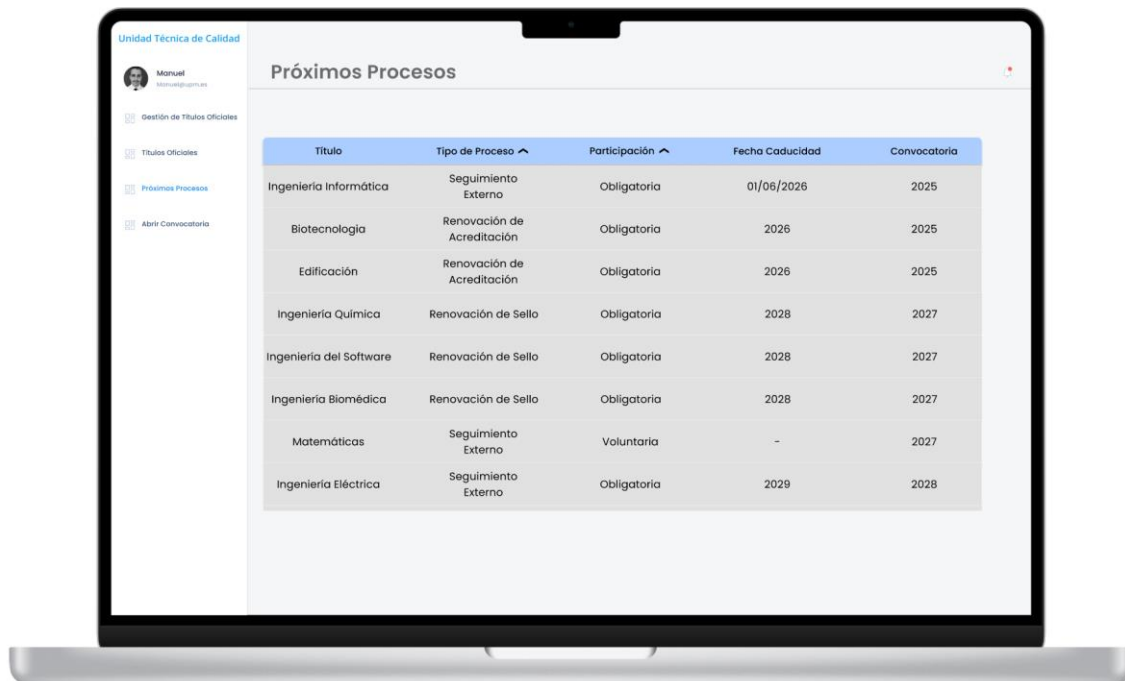 Unidad Técnica de Calidad
Manuel
Manuel@upm.es
Gestión de Títulos Oficiales
Títulos Oficiales
Próximos Procesos
Abrir Convocatoria
Próximos Procesos
Título Tipo de Proceso Participación Fecha Caducidad Convocatoria
Ingeniería Informática Seguimiento Externo Obligatoria 01/06/2026 2025
Biotecnología Renovación de Acreditación Obligatoria 2026 2025
Edificación Renovación de Acreditación Obligatoria 2026 2025
Ingeniería Química Renovación de Sello Obligatoria 2028 2027
Ingeniería del Software Renovación de Sello Obligatoria 2028 2027
Ingeniería Biomédica Renovación de Sello Obligatoria 2028 2027
Matemáticas Seguimiento Externo Voluntaria - 2027
Ingeniería Eléctrica Seguimiento Externo Obligatoria 2029 2028